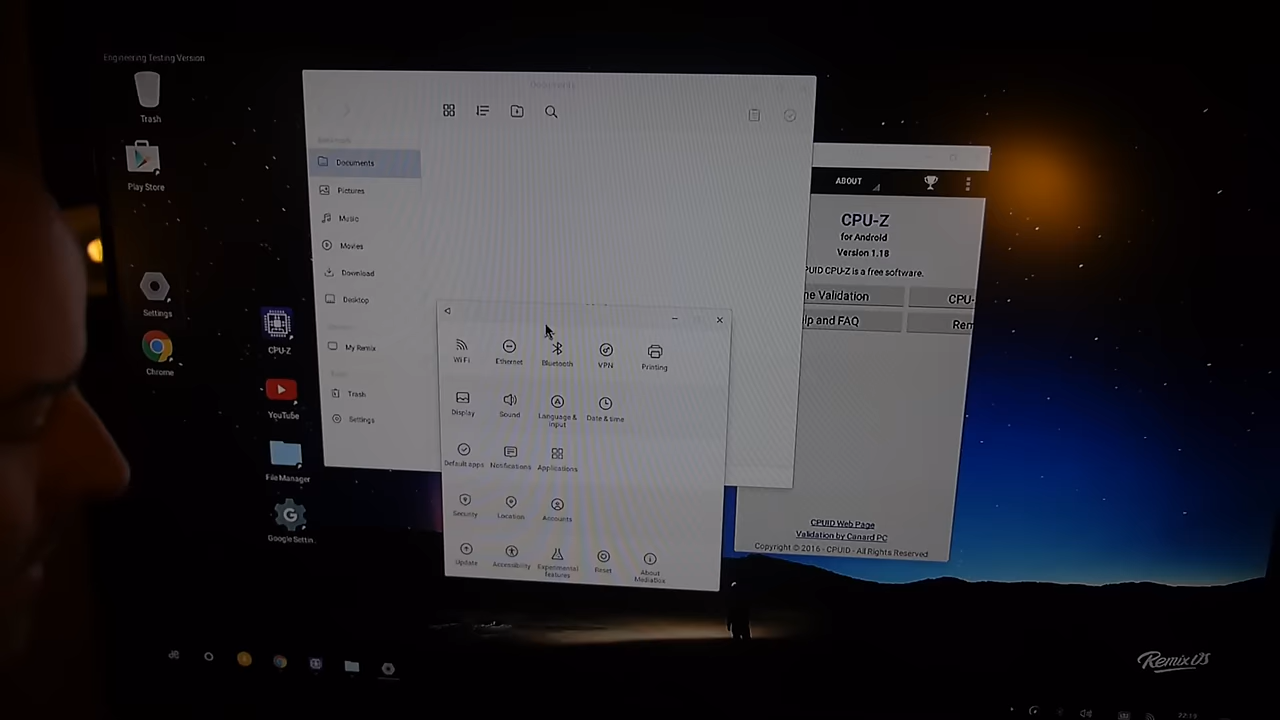 Engineering Testing Version
Trash
Play Store
Settings
Chrome
CPU-Z
YouTube
File Manager
Google Settin
Documents
Documents
Pictures
Music
Movies
Download
Desktop
My Remix
Trash
Settings
ABOUT
CPU-Z
for Android
Version 1.18
PUID CPU-Z is a free software.
ne Validation
CPU-
lp and FAQ
Rem
CPUID Web Page
Validation by Canard PC
Copyright © 2016 - CPUID - All Rights Reserved
Wi Fi
Ethernet
Bluetooth
VPN
Printing
Display
Sound
Language &
input
Date & time
Default apps
Notifications
Applications
Security
Location
Accounts
Update
Accessibility
Experimental
features
Reset
About
MediaBox
Remix OS